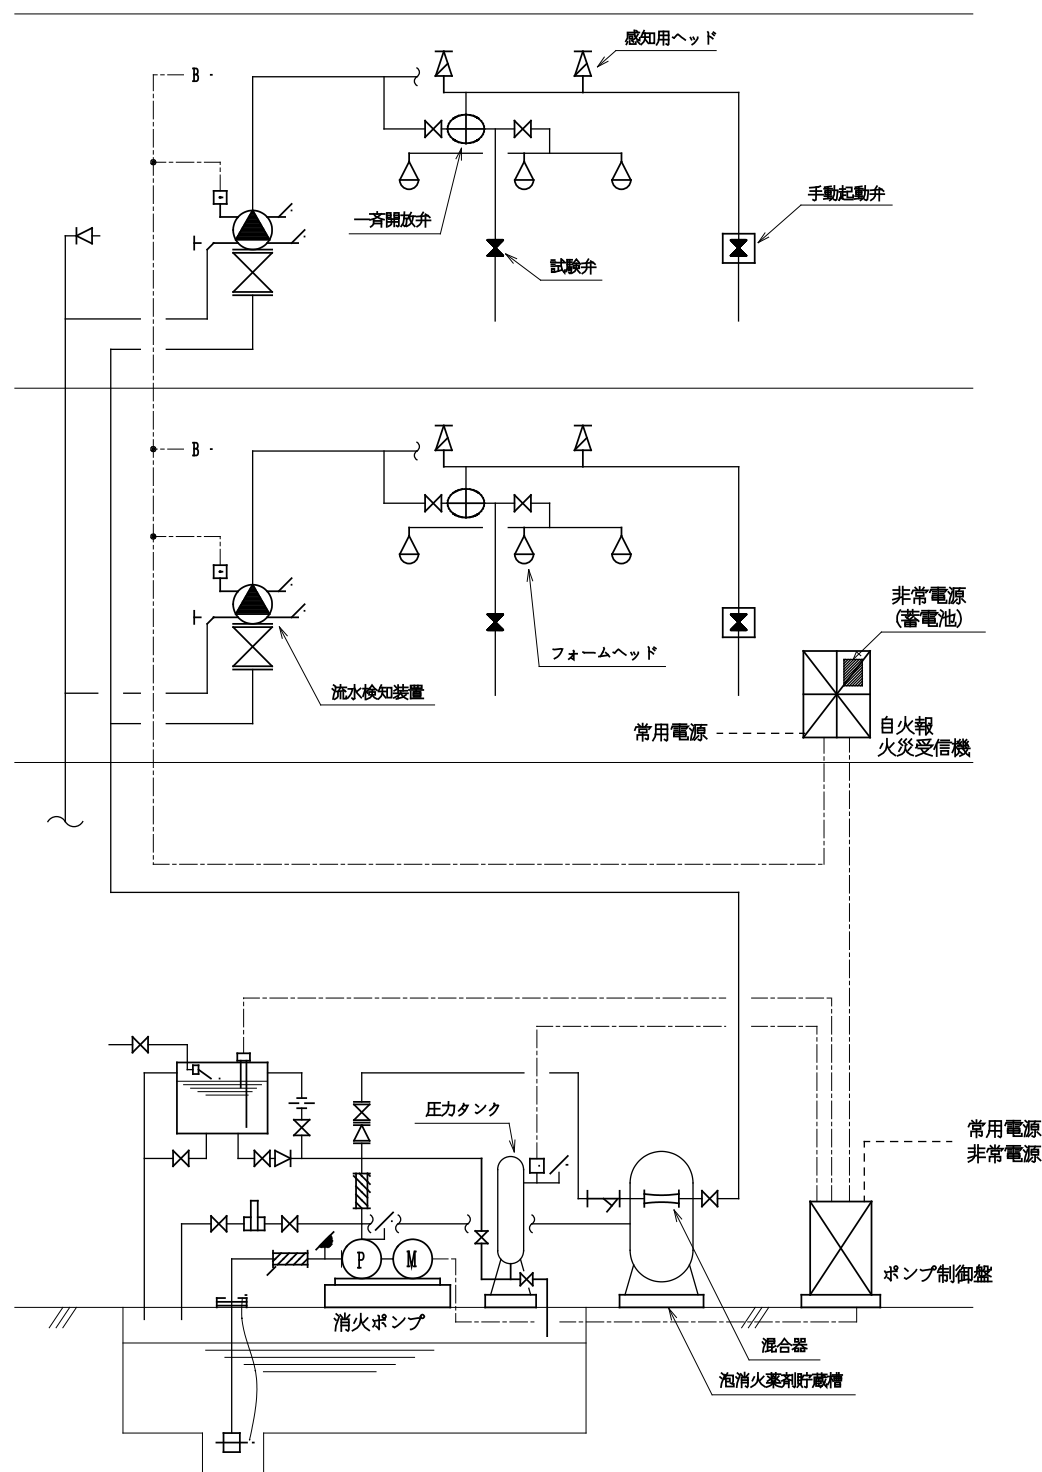 感知用ヘッド
B
手動起動弁
一斉開放弁
試験弁
B
非常電源
(蓄電池)
フォームヘッド
流水検知装置
常用電源
自火報
火災受信機
圧力タンク
常用電源
非常電源
P
M
ポンプ制御盤
消火ポンプ
混合器
泡消火薬剤貯蔵槽